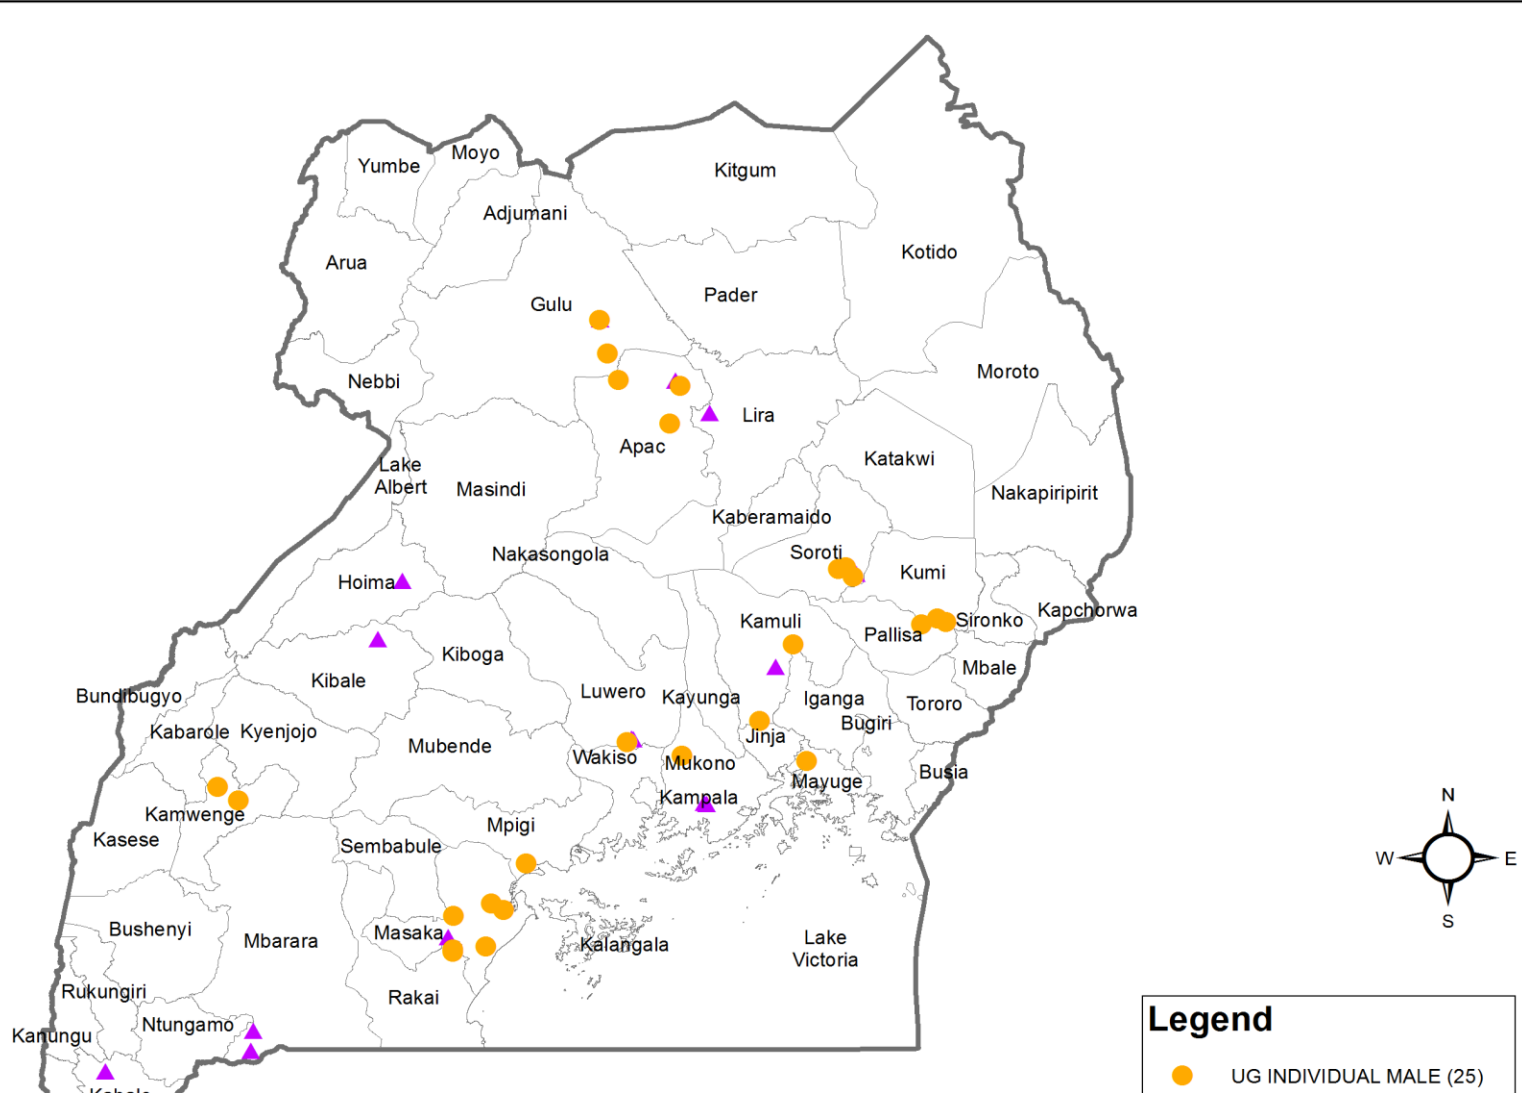 Yumbe
Moyo
Kitgum
Adjumani
Arua
Kotido
Gulu
Pader
Nebbi
Moroto
Apac
Lira
Lake
Albert
Masindi
Katakwi
Nakapiripirit
Kaberamaido
Nakasongola
Soroti
Kumi
Hoima
Kapchorwa
Kamuli
Sironko
Pallisa
Kiboga
Mbale
Kibale
Bundibugyo
Luwero
Kayunga
Iganga
Tororo
Kabarole
Kyenjojo
Bugiri
Jinja
Mubende
Wakiso
Mukono
Mayuge
Busia
Kampala
Kamwenge
Mpigi
Kasese
Sembabule
Bushenyi
Mbarara
Masaka
Kalangala
Lake
Victoria
Rukungiri
Rakai
Ntungamo
Kanungu
Kabale
N
W
E
S
Legend
UG INDIVIDUAL MALE (25)